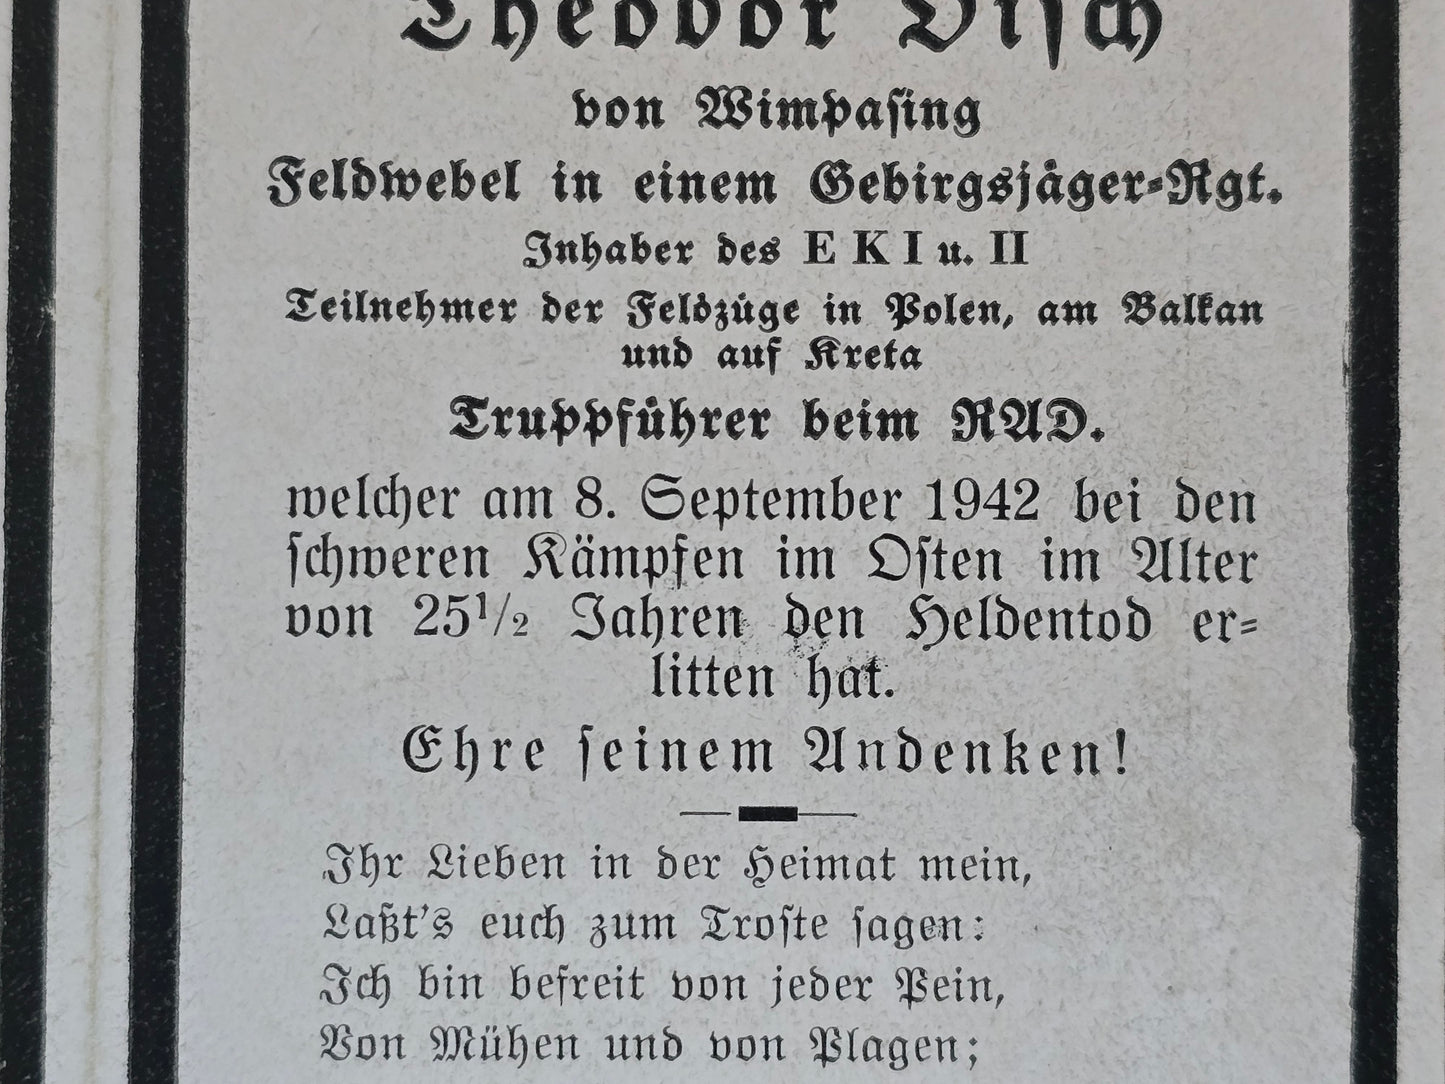 Theodor Disch
von Wimpasing
Feldwebel in einem Gebirgsjäger-Rgt.
Inhaber des E K I u. II
Teilnehmer der Feldzüge in Polen, am Balkan
und auf Kreta
Truppführer beim RAD.
welcher am 8. September 1942 bei den
schweren Kämpfen im Osten im Alter
von 25½ Jahren den Heldentod er-
litten hat.
Ehre seinem Andenken!
Ihr Lieben in der Heimat mein,
Laßt's euch zum Troste sagen:
Ich bin befreit von jeder Pein,
Von Mühen und von Plagen;